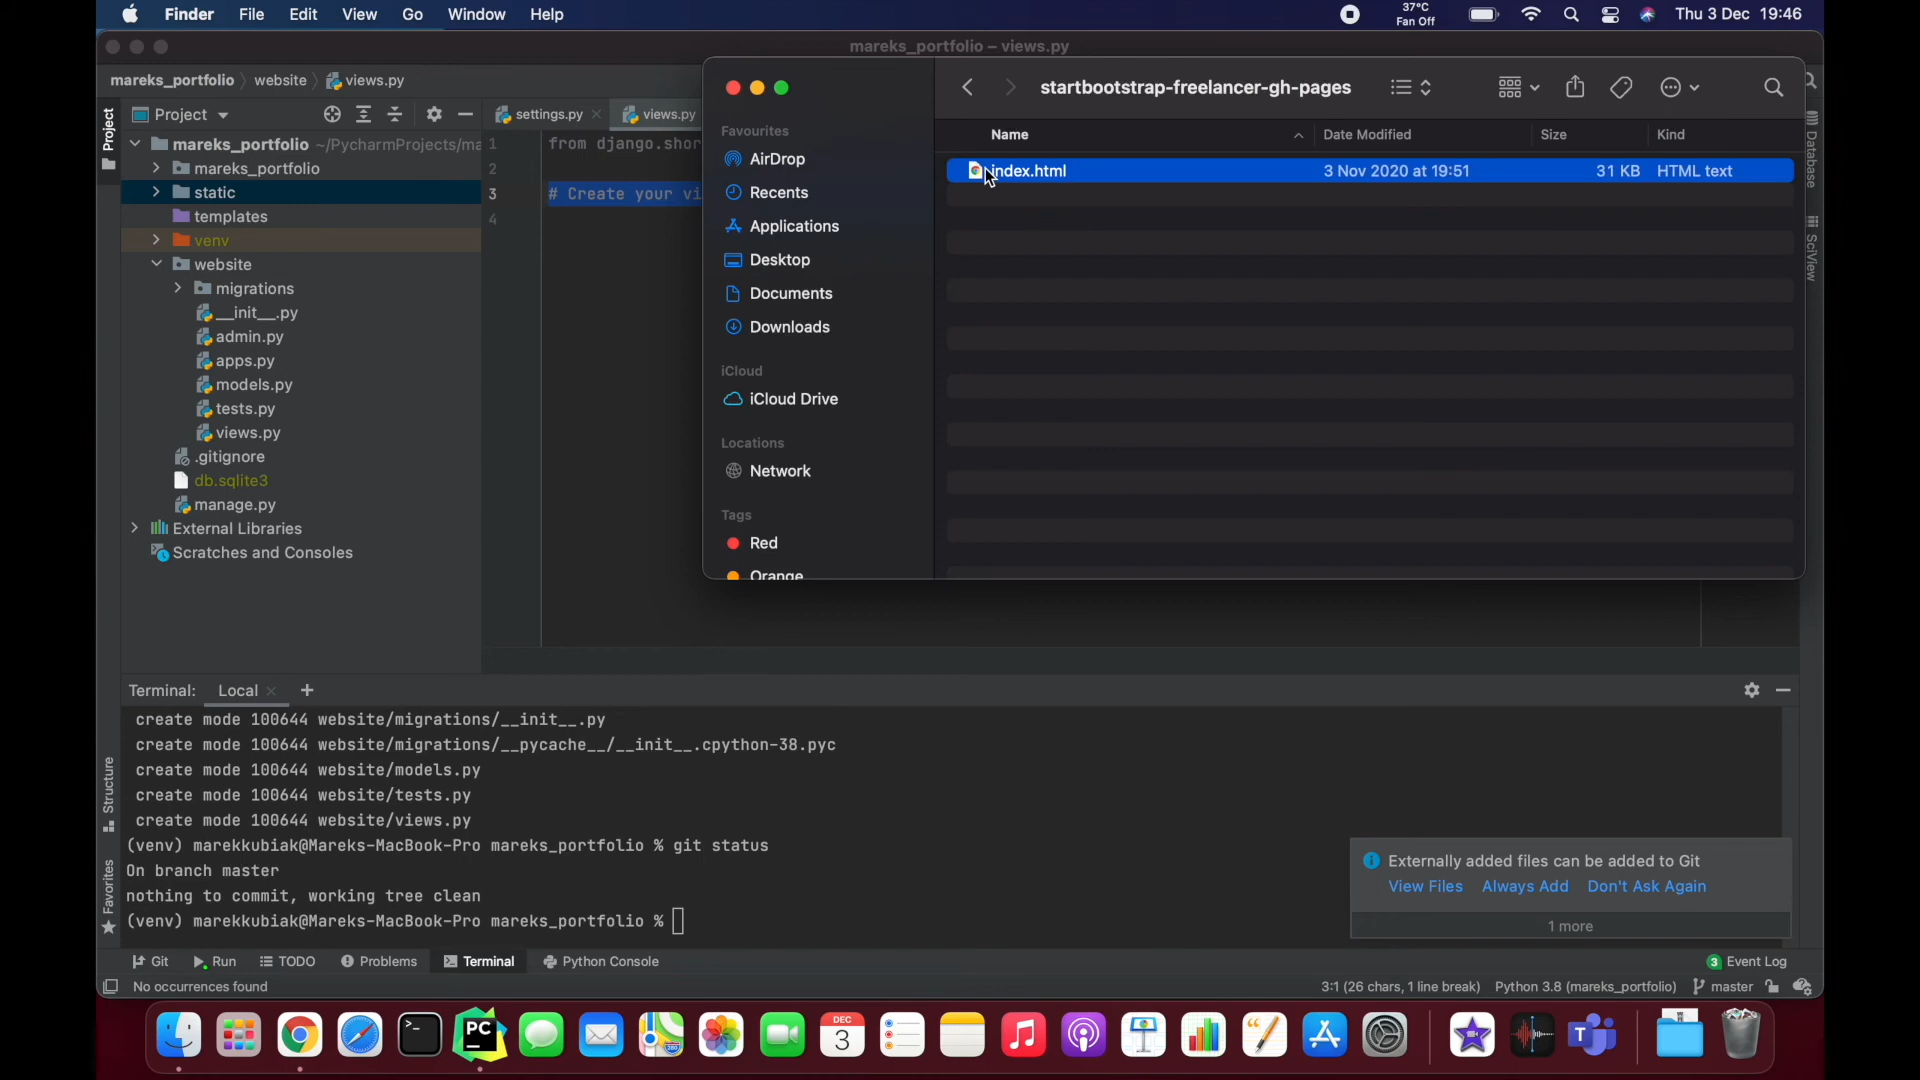 Finder File Edit View Go Window Help 37°C Fan Off Thu 3 Dec 19:46
mareks_portfolio – views.py
mareks_portfolio website views.py
Project settings.py views.py
mareks_portfolio ~/PycharmProjects/ma
mareks_portfolio
static
templates
venv
website
migrations
__init__.py
admin.py
apps.py
models.py
tests.py
views.py
.gitignore
db.sqlite3
manage.py
External Libraries
Scratches and Consoles
1 from django.shor
2
3 # Create your vi
4
Favourites
AirDrop
Recents
Applications
Desktop
Documents
Downloads
iCloud
iCloud Drive
Locations
Network
Tags
Red
Orange
startbootstrap-freelancer-gh-pages
Name Date Modified Size Kind
index.html 3 Nov 2020 at 19:51 31 KB HTML text
Project
Structure
Favorites
Database
SciView
Terminal: Local
create mode 100644 website/migrations/__init__.py
create mode 100644 website/migrations/__pycache__/__init__.cpython-38.pyc
create mode 100644 website/models.py
create mode 100644 website/tests.py
create mode 100644 website/views.py
(venv) marekkubiak@Mareks-MacBook-Pro mareks_portfolio % git status
On branch master
nothing to commit, working tree clean
(venv) marekkubiak@Mareks-MacBook-Pro mareks_portfolio %
Externally added files can be added to Git
View Files Always Add Don't Ask Again
1 more
Git Run TODO Problems Terminal Python Console 3 Event Log
No occurrences found 3:1 (26 chars, 1 line break) Python 3.8 (mareks_portfolio) master
PC DEC 3 280 T